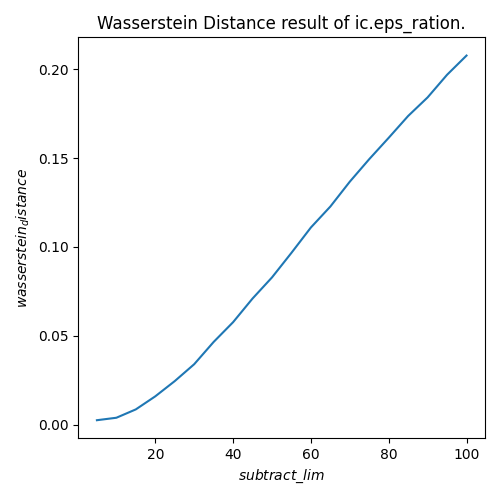 Wasserstein Distance result of ic.eps_ration.
0.20
0.15
0.10
0.05
0.00
wasserstein_distance
20 40 60 80 100
subtract_lim